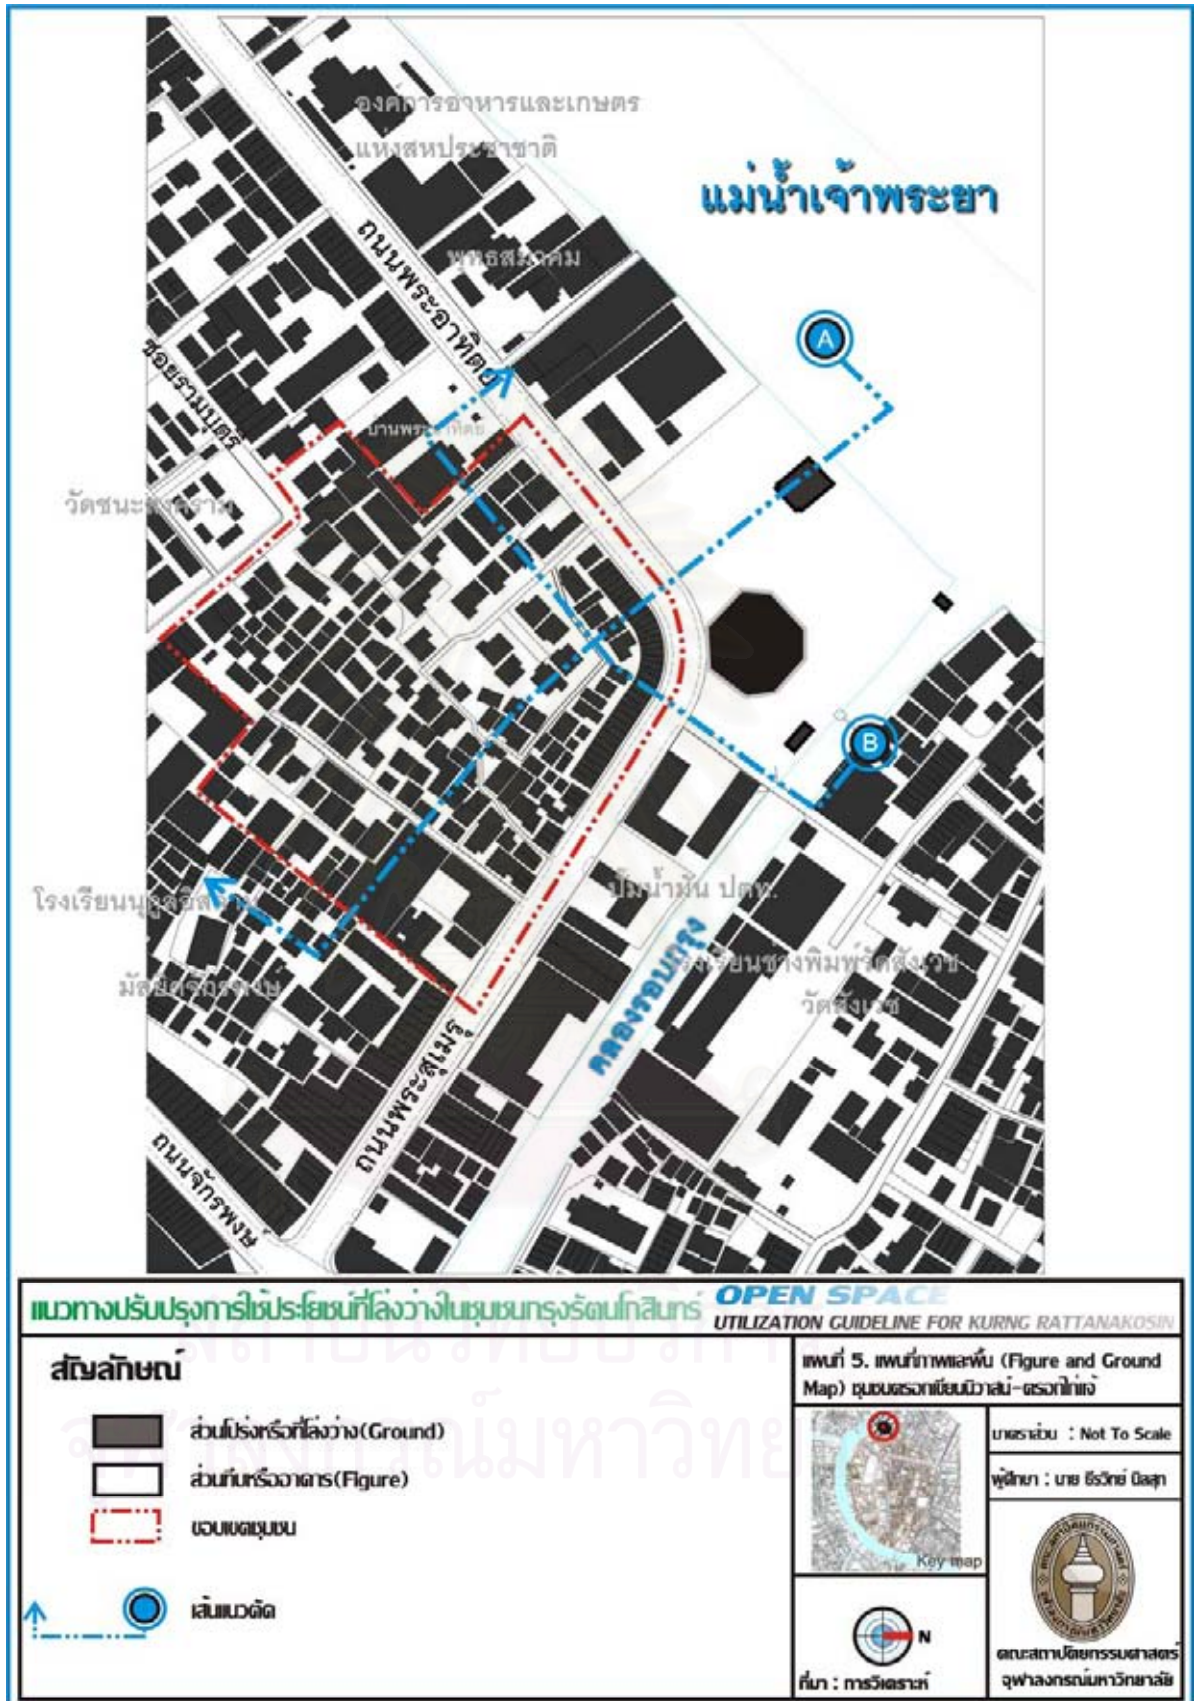 องค์การอาหารและเกษตร
แห่งสหประชาชาติ
แม่น้ำเจ้าพระยา
ถนนพระอาทิตย์
พุทธสมาคม
A
ซอยรามบุตรี
บ้านพระอาทิตย์
วัดชนะสงคราม
B
โรงเรียนนุกูลอิสลาม
ปั๊มน้ำมัน ปตท.
มัสยิดจักรพงษ์
คลองรอบกรุง
โรงเรียนช่างพิมพ์วัดสังเวช
วัดสังเวช
ถนนพระสุเมรุ
ถนนจักรพงษ์
แนวทางปรับปรุงการใช้ประโยชน์ที่โล่งว่างในชุมชนกรุงรัตนโกสินทร์
OPEN SPACE
UTILIZATION GUIDELINE FOR KURNG RATTANAKOSIN
สัญลักษณ์
ส่วนโปร่งหรือที่โล่งว่าง(Ground)
ส่วนทึบหรืออาคาร(Figure)
ขอบเขตชุมชน
เส้นแนวตัด
แผนที่ 5. แผนที่ภาพและพื้น (Figure and Ground
Map) ชุมชนตรอกเขียนนิวาสน์-ตรอกไก่แจ้
Key map
มาตราส่วน : Not To Scale
ผู้ศึกษา : นาย ธีรวิทย์ นิลสุก
N
ที่มา : การวิเคราะห์
คณะสถาปัตยกรรมศาสตร์
จุฬาลงกรณ์มหาวิทยาลัย